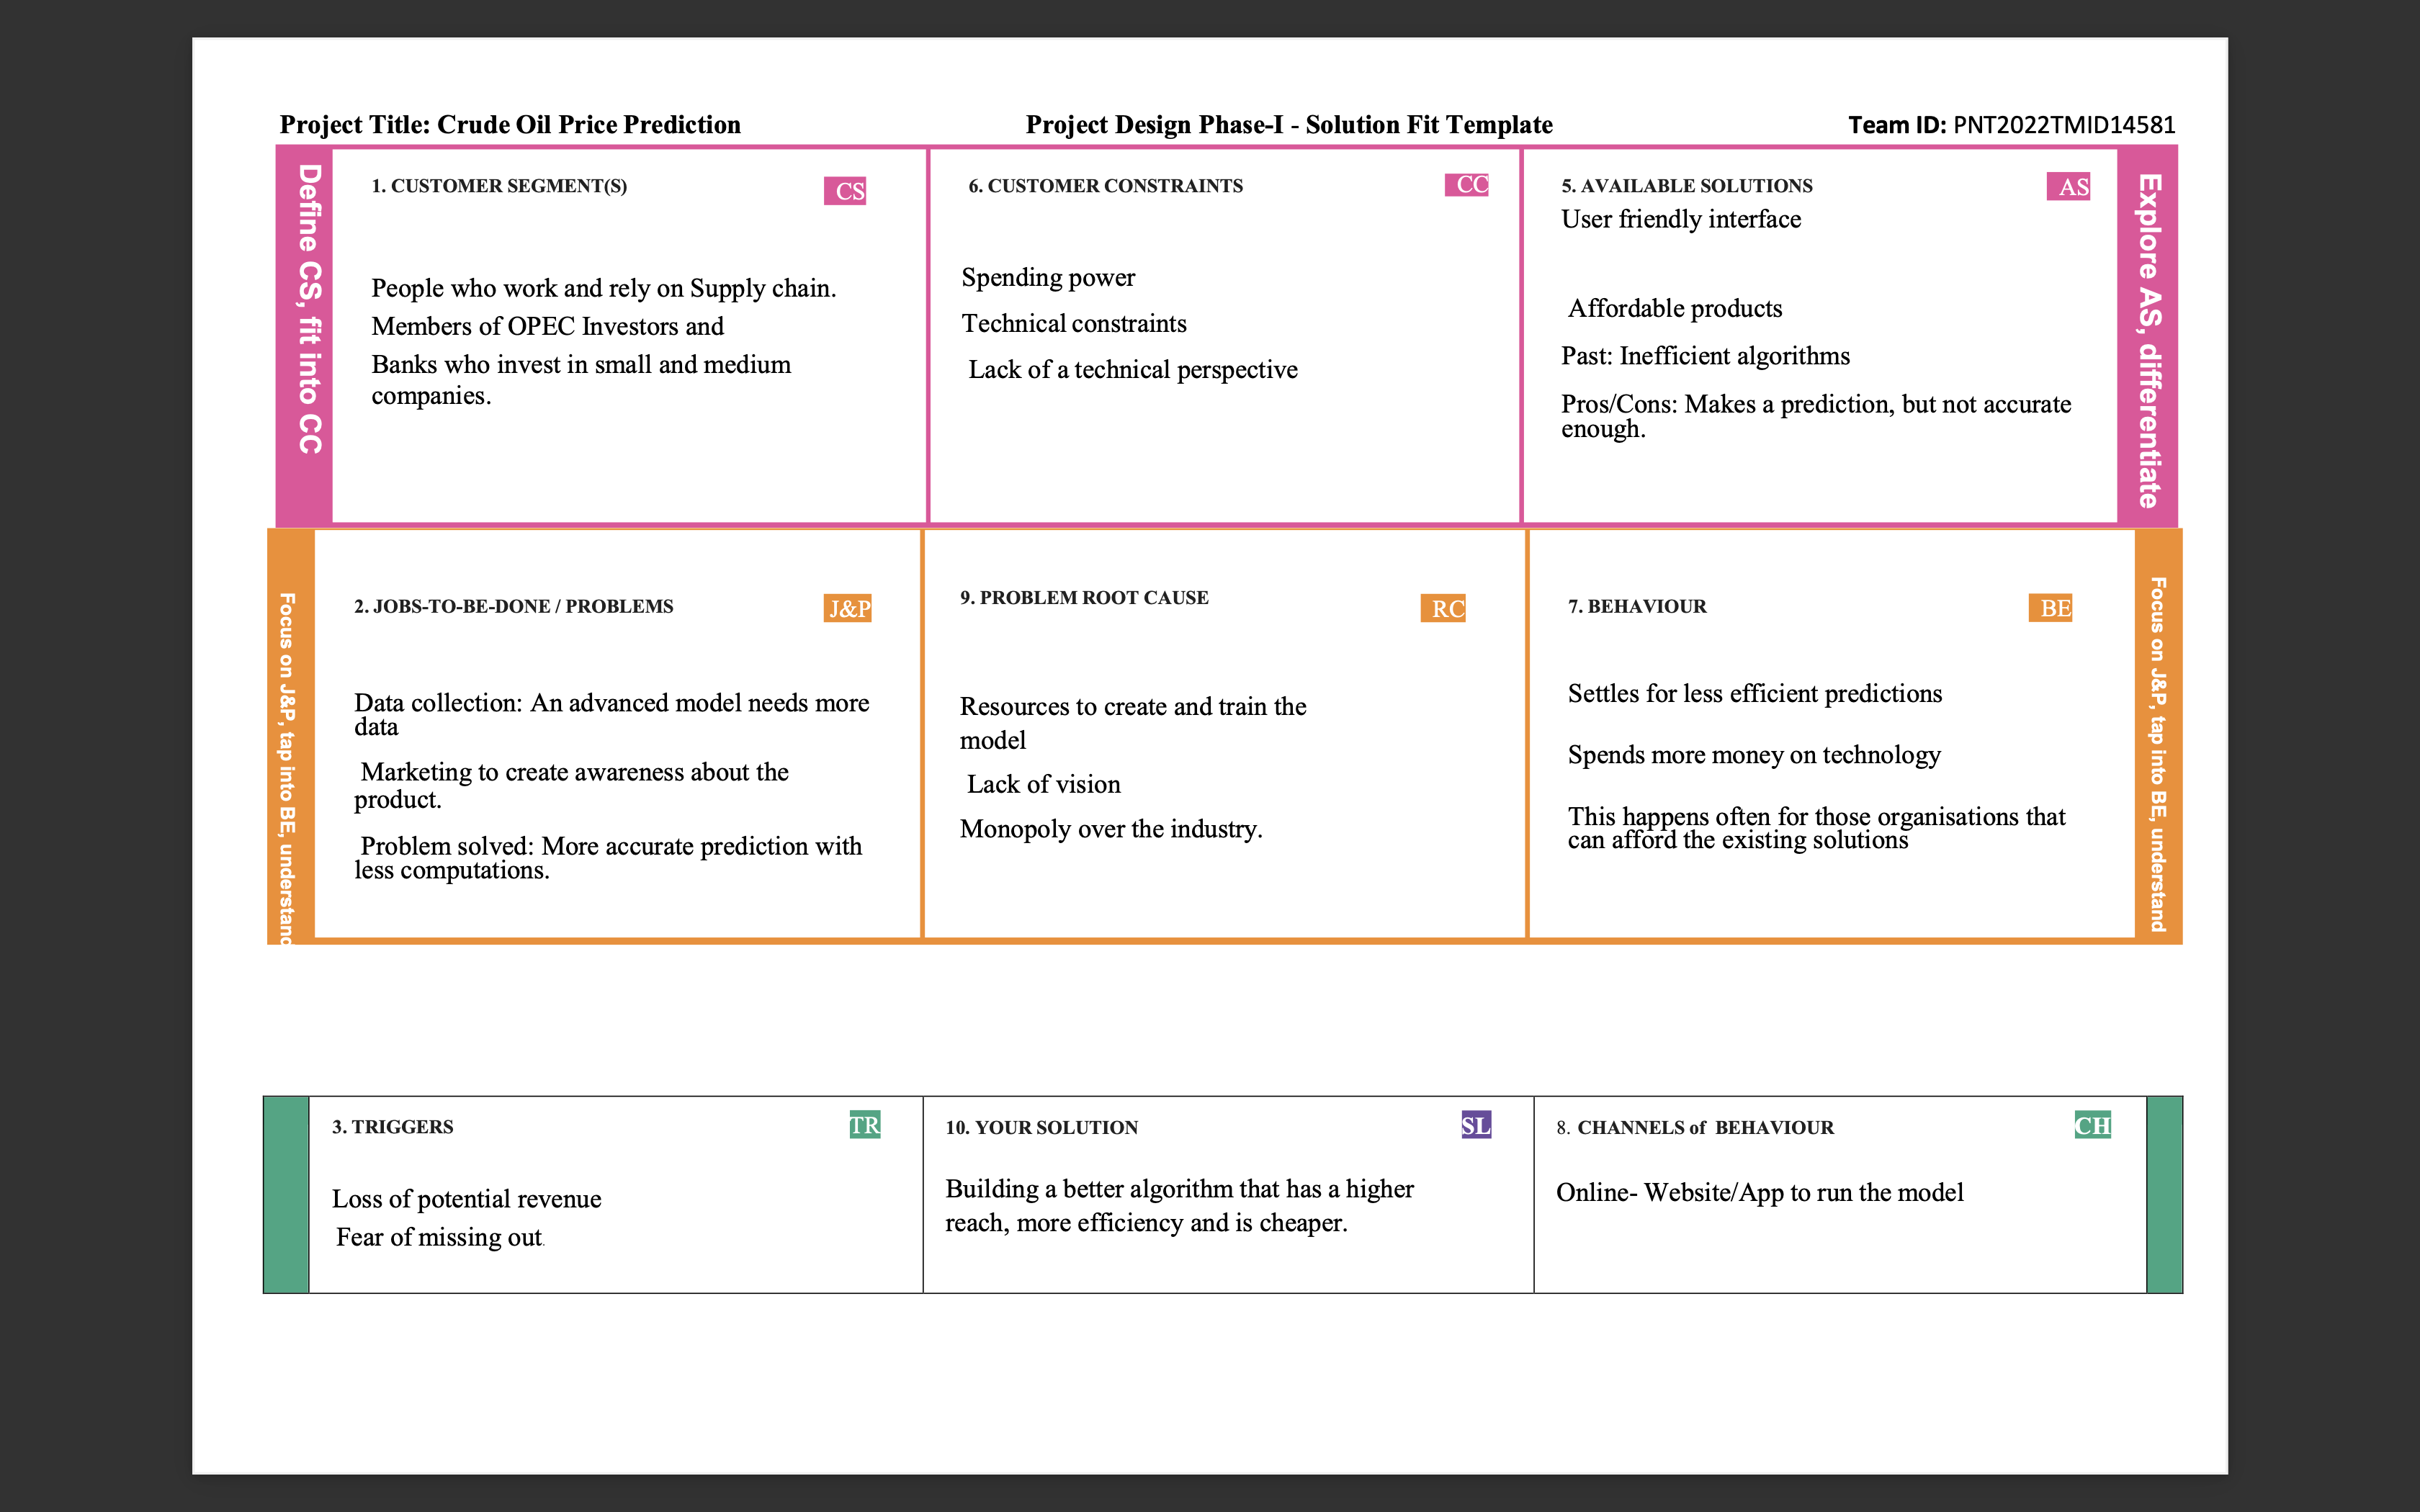 Project Title: Crude Oil Price Prediction
Project Design Phase-I - Solution Fit Template
Team ID: PNT2022TMID14581
Define CS, fit into CC
1. CUSTOMER SEGMENT(S)
CS
People who work and rely on Supply chain.
Members of OPEC Investors and
Banks who invest in small and medium
companies.
6. CUSTOMER CONSTRAINTS
CC
Spending power
Technical constraints
Lack of a technical perspective
5. AVAILABLE SOLUTIONS
AS
User friendly interface
Affordable products
Past: Inefficient algorithms
Pros/Cons: Makes a prediction, but not accurate
enough.
Explore AS, differentiate
Focus on J&P, tap into BE, understand
2. JOBS-TO-BE-DONE / PROBLEMS
J&P
Data collection: An advanced model needs more
data
Marketing to create awareness about the
product.
Problem solved: More accurate prediction with
less computations.
9. PROBLEM ROOT CAUSE
RC
Resources to create and train the
model
Lack of vision
Monopoly over the industry.
7. BEHAVIOUR
BE
Settles for less efficient predictions
Spends more money on technology
This happens often for those organisations that
can afford the existing solutions
Focus on J&P, tap into BE, understand
3. TRIGGERS
TR
Loss of potential revenue
Fear of missing out.
10. YOUR SOLUTION
SL
Building a better algorithm that has a higher
reach, more efficiency and is cheaper.
8. CHANNELS of BEHAVIOUR
CH
Online- Website/App to run the model